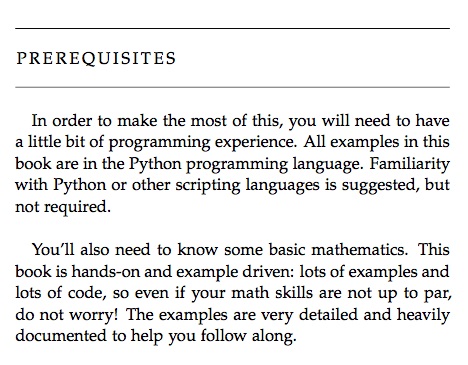 PREREQUISITES
In order to make the most of this, you will need to have
a little bit of programming experience. All examples in this
book are in the Python programming language. Familiarity
with Python or other scripting languages is suggested, but
not required.
You'll also need to know some basic mathematics. This
book is hands-on and example driven: lots of examples and
lots of code, so even if your math skills are not up to par,
do not worry! The examples are very detailed and heavily
documented to help you follow along.